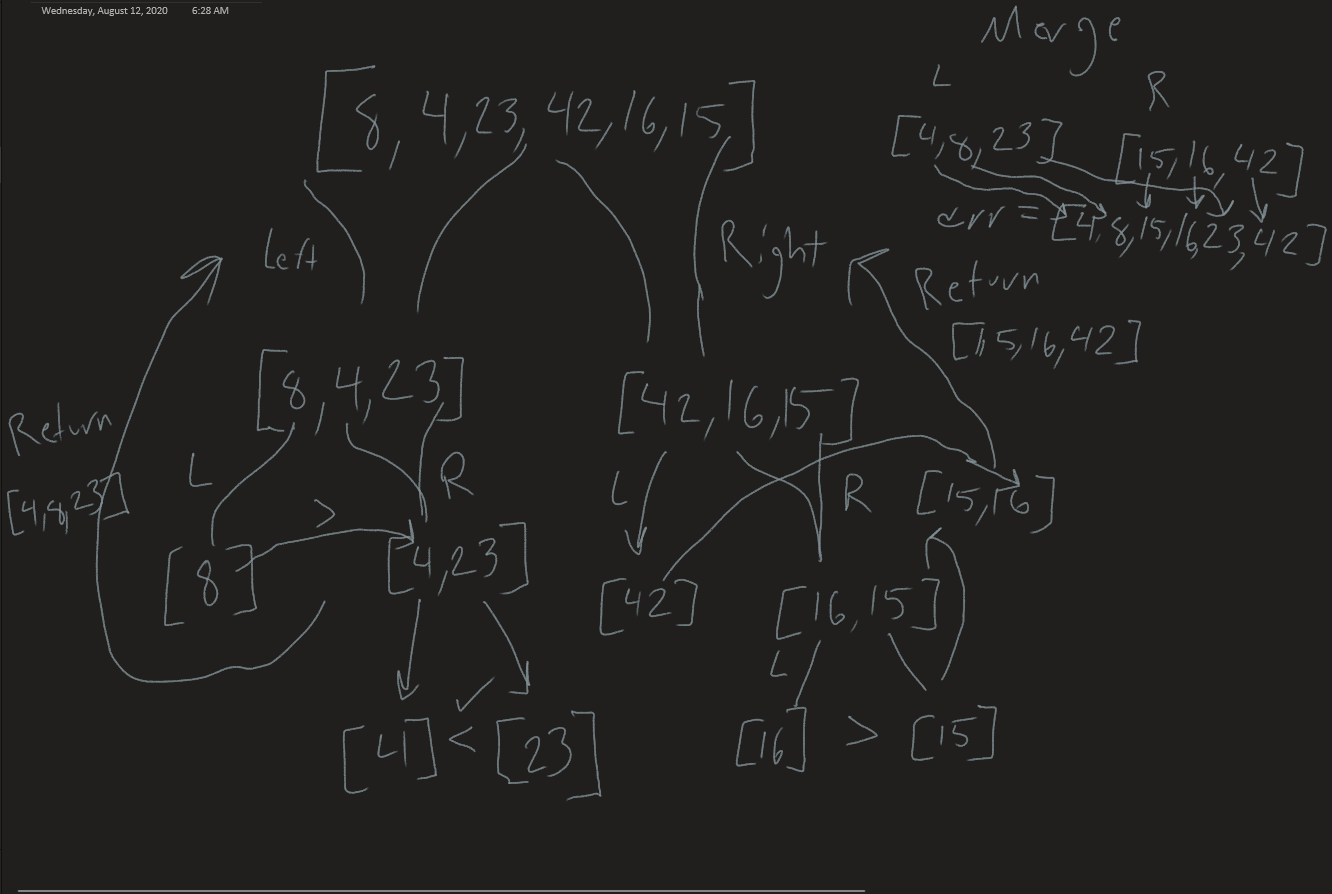 Wednesday, August 12, 2020 6:28 AM
Merge
L R
[8, 4, 23, 42, 16, 15]
[4, 8, 23] [15, 16, 42]
arr = [4, 8, 15, 16, 23, 42]
Left Right
Return
[15, 16, 42]
[8, 4, 23] [42, 16, 15]
Return
L R L R
[4, 8, 23] [15, 16]
>
[8] [4, 23] [42] [16, 15]
L
[4] < [23] [16] > [15]